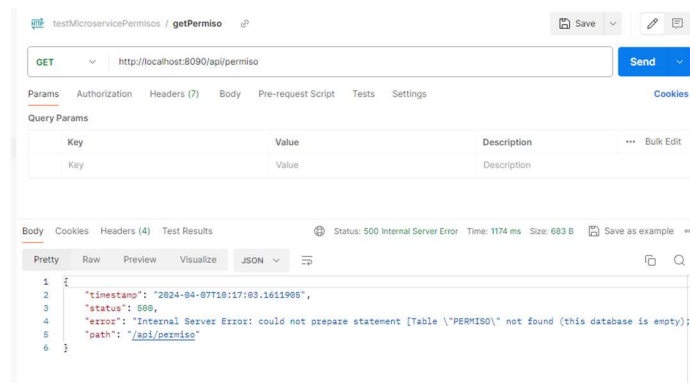 HTTP testMicroservicePermisos / getPermiso Save
GET http://localhost:8090/api/permiso Send
Params Authorization Headers (7) Body Pre-request Script Tests Settings Cookies
Query Params
Key Value Description ••• Bulk Edit
Key Value Description
Body Cookies Headers (4) Test Results Status: 500 Internal Server Error Time: 1174 ms Size: 683 B Save as example
Pretty Raw Preview Visualize JSON
1 {
2 "timestamp": "2024-04-07T10:17:03.1611905",
3 "status": 500,
4 "error": "Internal Server Error: could not prepare statement [Table \"PERMISO\" not found (this database is empty);
5 "path": "/api/permiso"
6 }